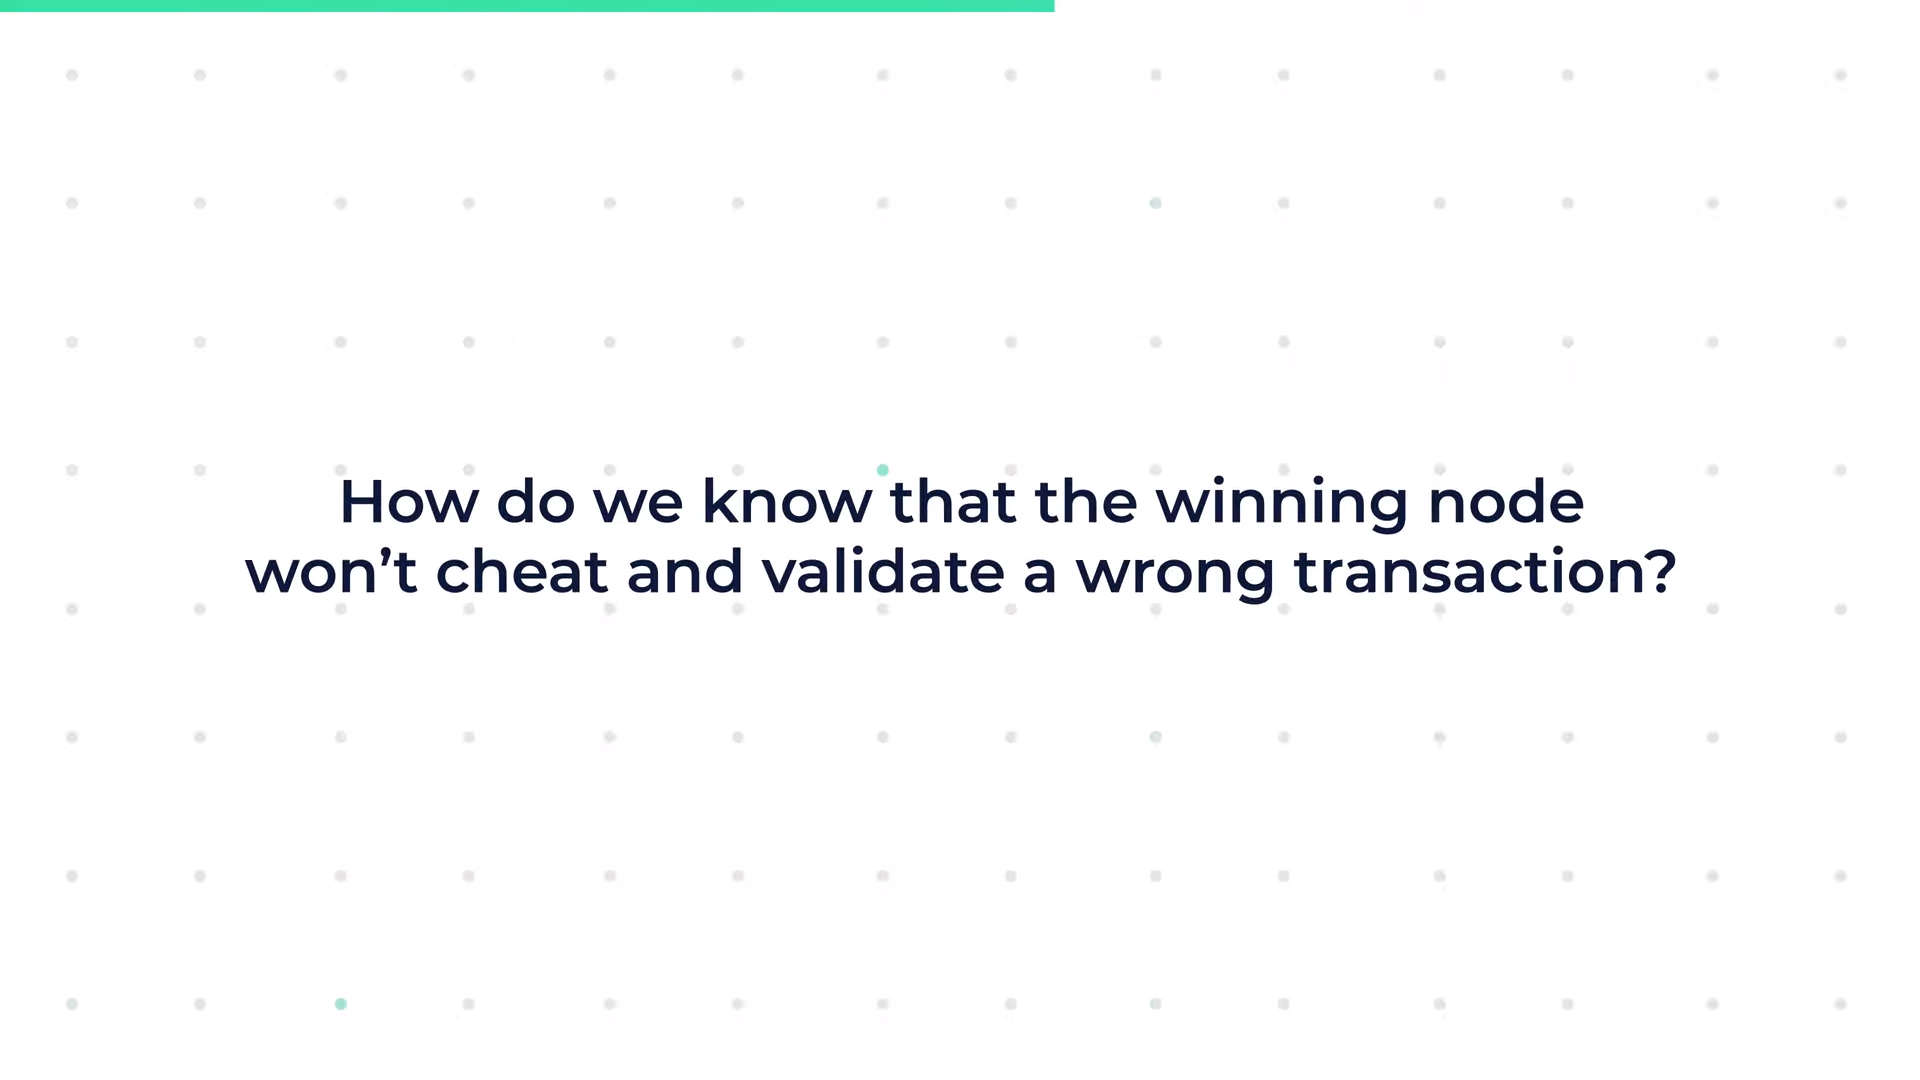 How do we know that the winning node
won’t cheat and validate a wrong transaction?